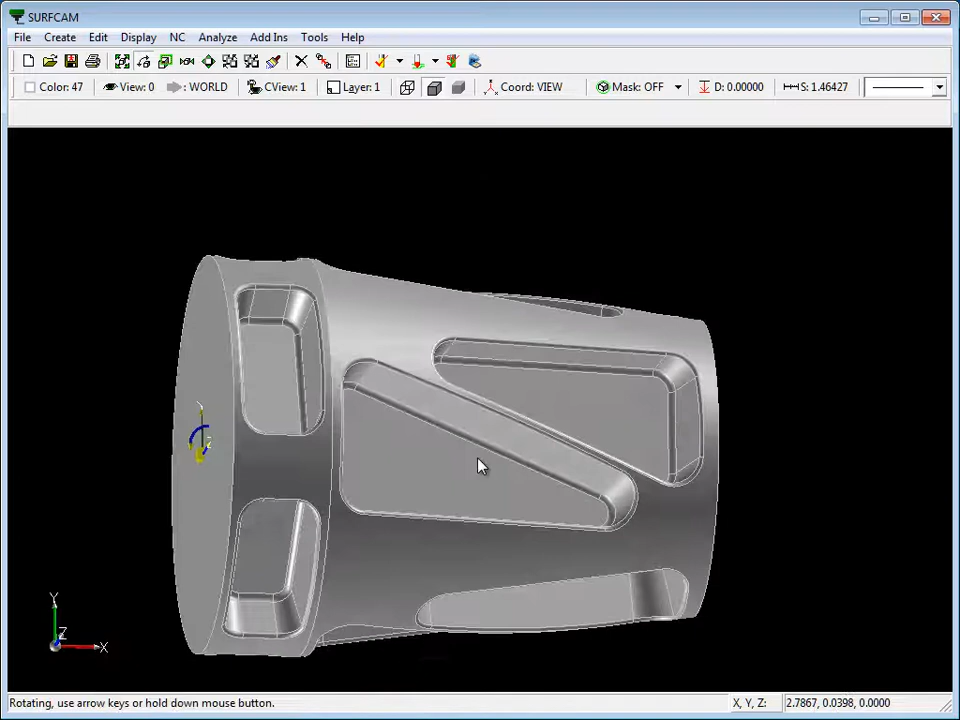 SURFCAM
File Create Edit Display NC Analyze Add Ins Tools Help
Color: 47 View: 0 : WORLD CView: 1 Layer: 1 Coord: VIEW Mask: OFF D: 0.00000 S: 1.46427
Y
Z
X
Rotating, use arrow keys or hold down mouse button. X, Y, Z: 2.7867, 0.0398, 0.0000